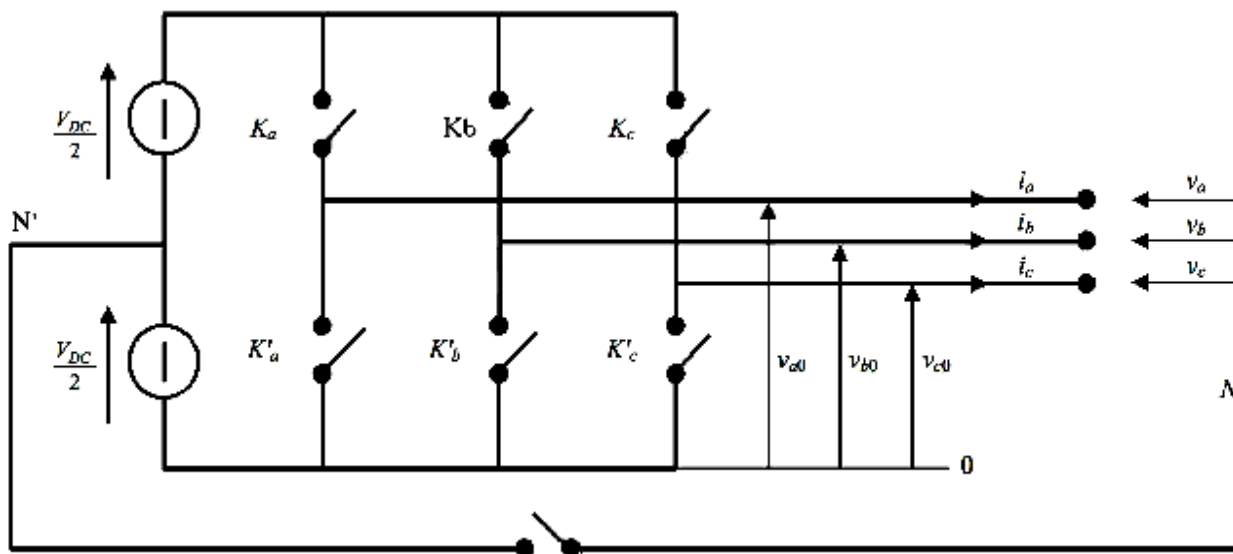 V_DC
2
K_a
Kb
K_c
i_a
v_a
N'
i_b
v_b
i_c
v_c
V_DC
2
K'_a
K'_b
K'_c
v_a0
v_b0
v_c0
N
0